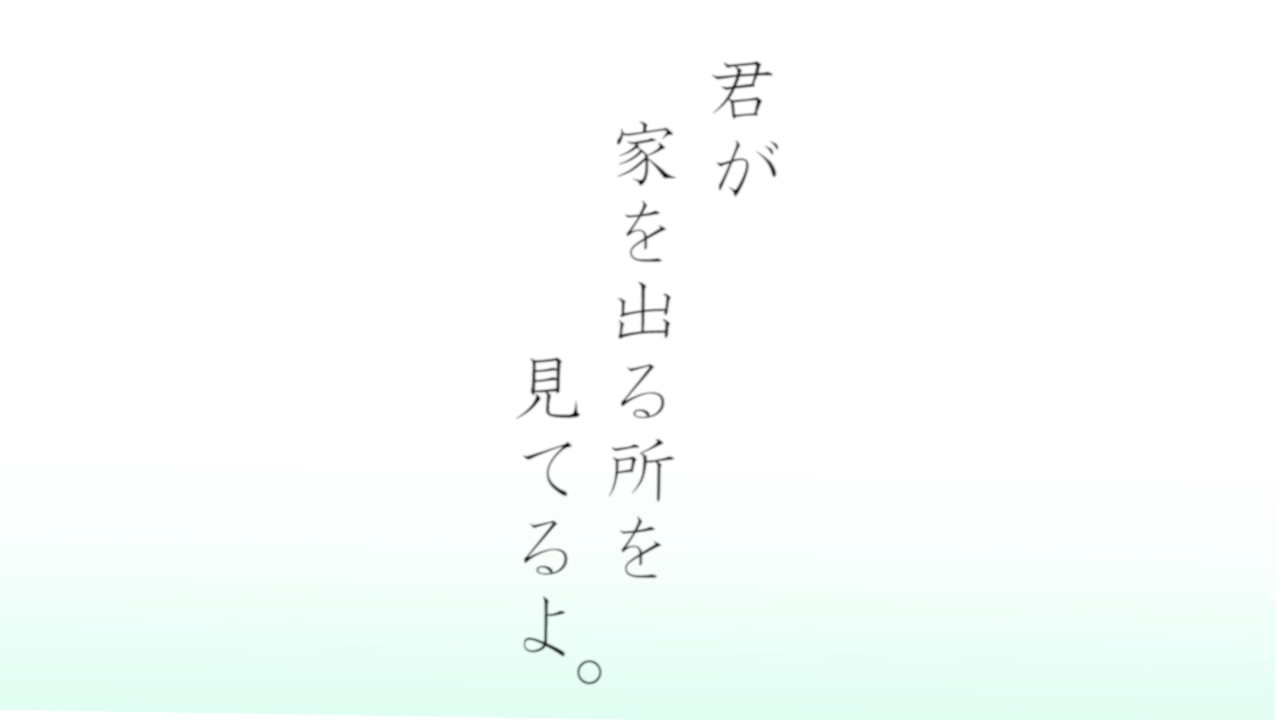 君が
家を出る所を
見てるよ。